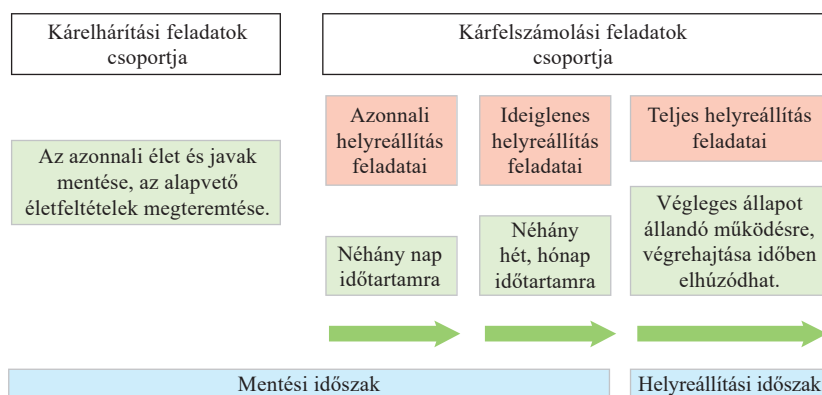 Kárelhárítási feladatok
csoportja
Kárfelszámolási feladatok
csoportja
Azonnali
helyreállítás
feladatai
Ideiglenes
helyreállítás
feladatai
Teljes helyreállítás
feladatai
Az azonnali élet és javak
mentése, az alapvető
életfeltételek megteremtése.
Néhány nap
időtartamra
Néhány
hét, hónap
időtartamra
Végleges állapot
állandó működésre,
végrehajtása időben
elhúzódhat.
Mentési időszak
Helyreállítási időszak